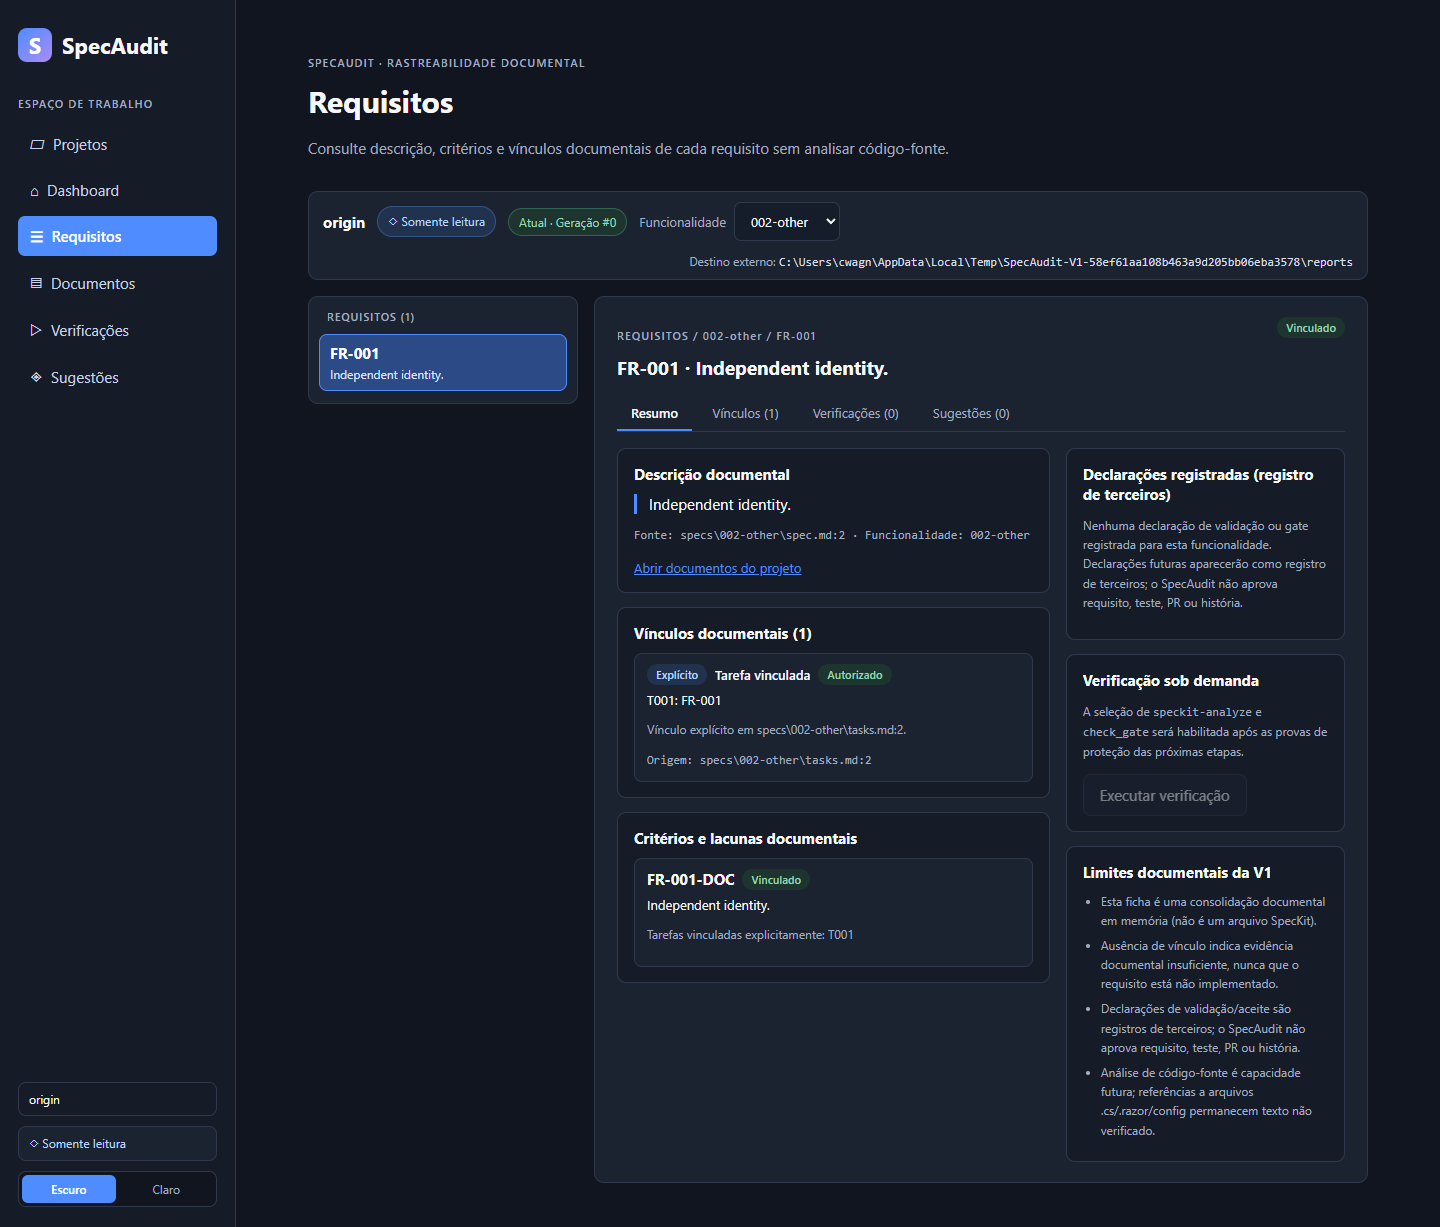 S SpecAudit
ESPAÇO DE TRABALHO
Projetos
Dashboard
Requisitos
Documentos
Verificações
Sugestões
origin
Somente leitura
Escuro Claro
SPECAUDIT · RASTREABILIDADE DOCUMENTAL
Requisitos
Consulte descrição, critérios e vínculos documentais de cada requisito sem analisar código-fonte.
origin Somente leitura Atual · Geração #0 Funcionalidade 002-other
Destino externo: C:\Users\cwagn\AppData\Local\Temp\SpecAudit-V1-58ef61aa108b463a9d205bb06eba3578\reports
REQUISITOS (1)
FR-001
Independent identity.
REQUISITOS / 002-other / FR-001
Vinculado
FR-001 · Independent identity.
Resumo Vínculos (1) Verificações (0) Sugestões (0)
Descrição documental
Independent identity.
Fonte: specs\002-other\spec.md:2 · Funcionalidade: 002-other
Abrir documentos do projeto
Vínculos documentais (1)
Explícito Tarefa vinculada Autorizado
T001: FR-001
Vínculo explícito em specs\002-other\tasks.md:2.
Origem: specs\002-other\tasks.md:2
Critérios e lacunas documentais
FR-001-DOC Vinculado
Independent identity.
Tarefas vinculadas explicitamente: T001
Declarações registradas (registro
de terceiros)
Nenhuma declaração de validação ou gate
registrada para esta funcionalidade.
Declarações futuras aparecerão como registro
de terceiros; o SpecAudit não aprova
requisito, teste, PR ou história.
Verificação sob demanda
A seleção de speckit-analyze e
check_gate será habilitada após as provas de
proteção das próximas etapas.
Executar verificação
Limites documentais da V1
• Esta ficha é uma consolidação documental
em memória (não é um arquivo SpecKit).
• Ausência de vínculo indica evidência
documental insuficiente, nunca que o
requisito está não implementado.
• Declarações de validação/aceite são
registros de terceiros; o SpecAudit não
aprova requisito, teste, PR ou história.
• Análise de código-fonte é capacidade
futura; referências a arquivos
.cs/.razor/config permanecem texto não
verificado.